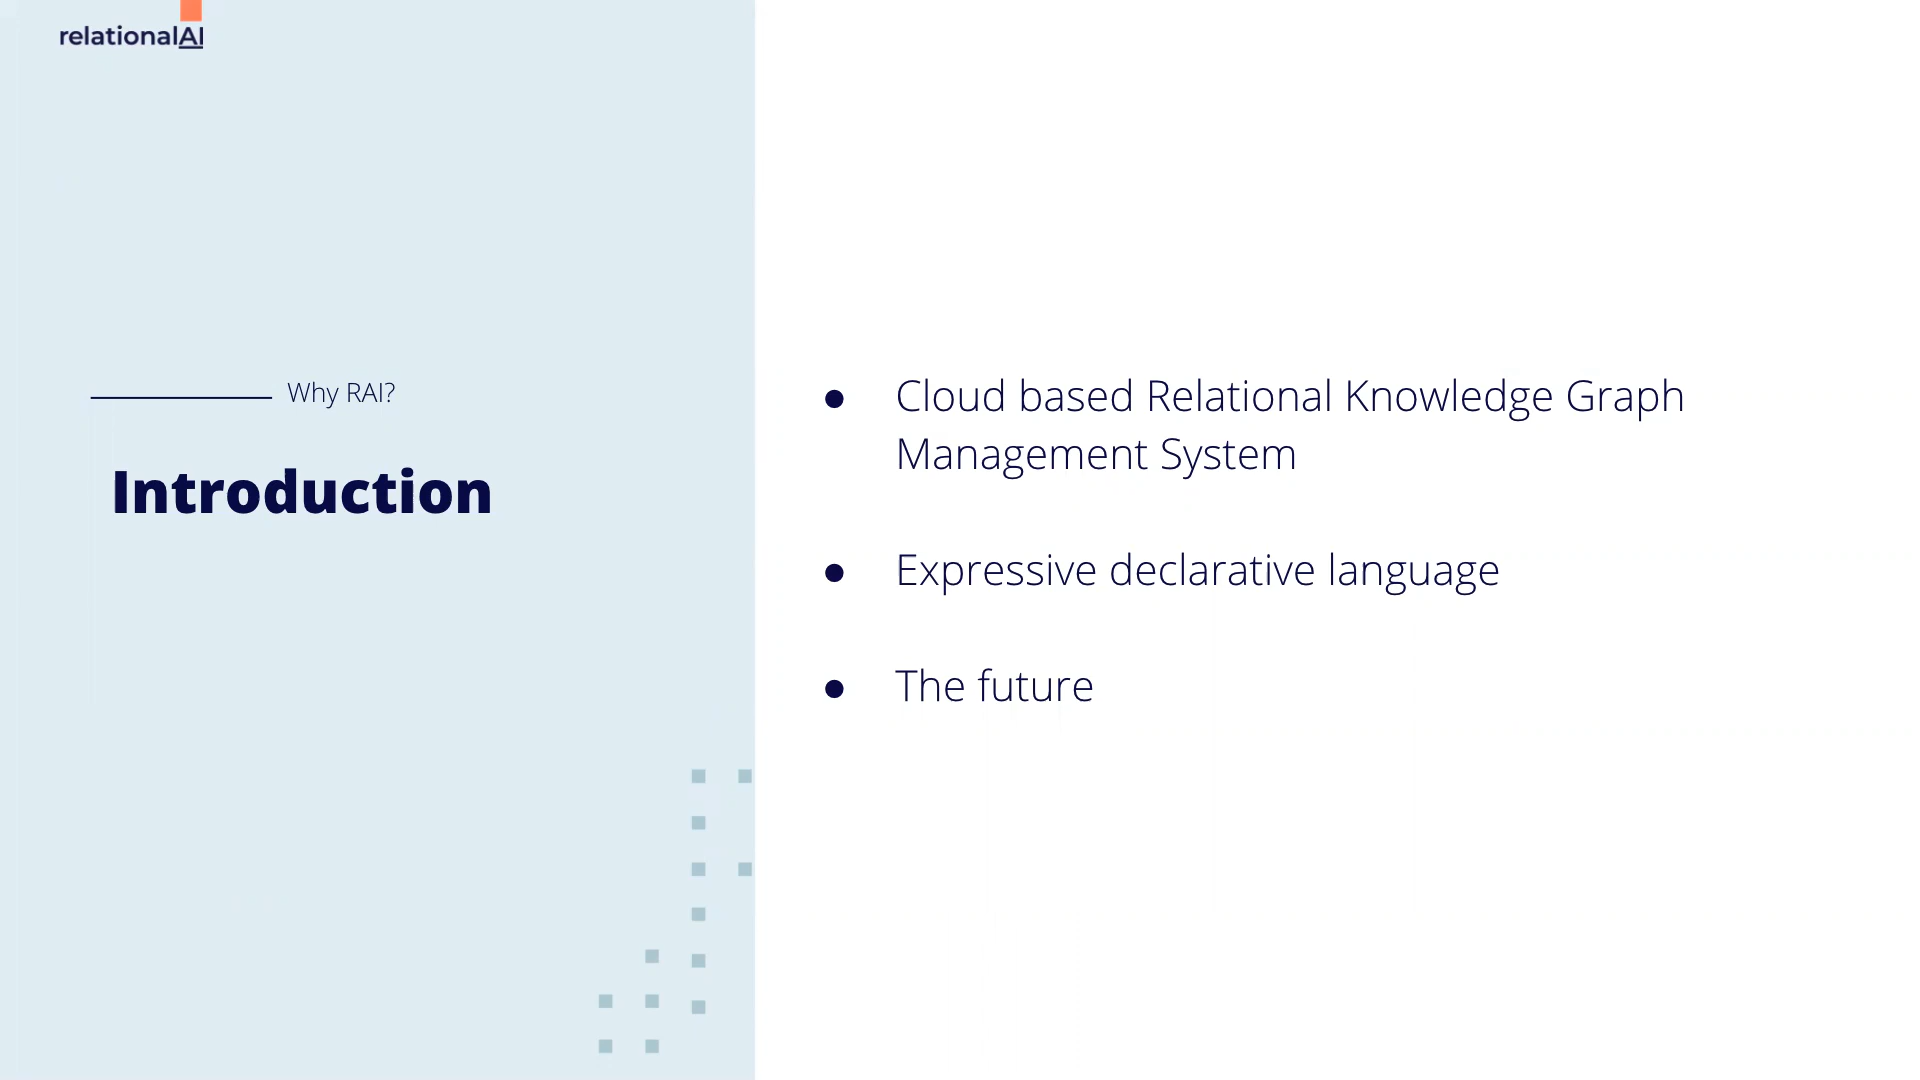 relationalAI
Why RAI?
Introduction
● Cloud based Relational Knowledge Graph
Management System
● Expressive declarative language
● The future